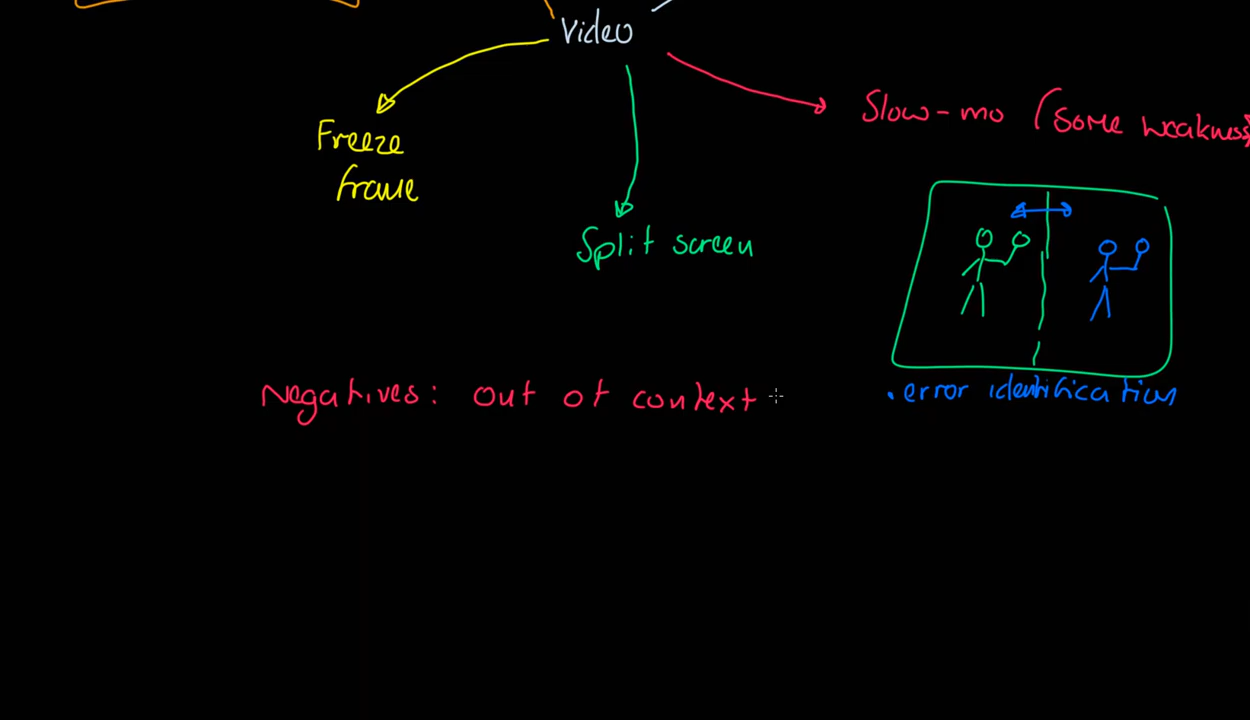 Video
Slow-mo (some weakness)
Freeze
frame
Split screen
Negatives: out of context
. error identification